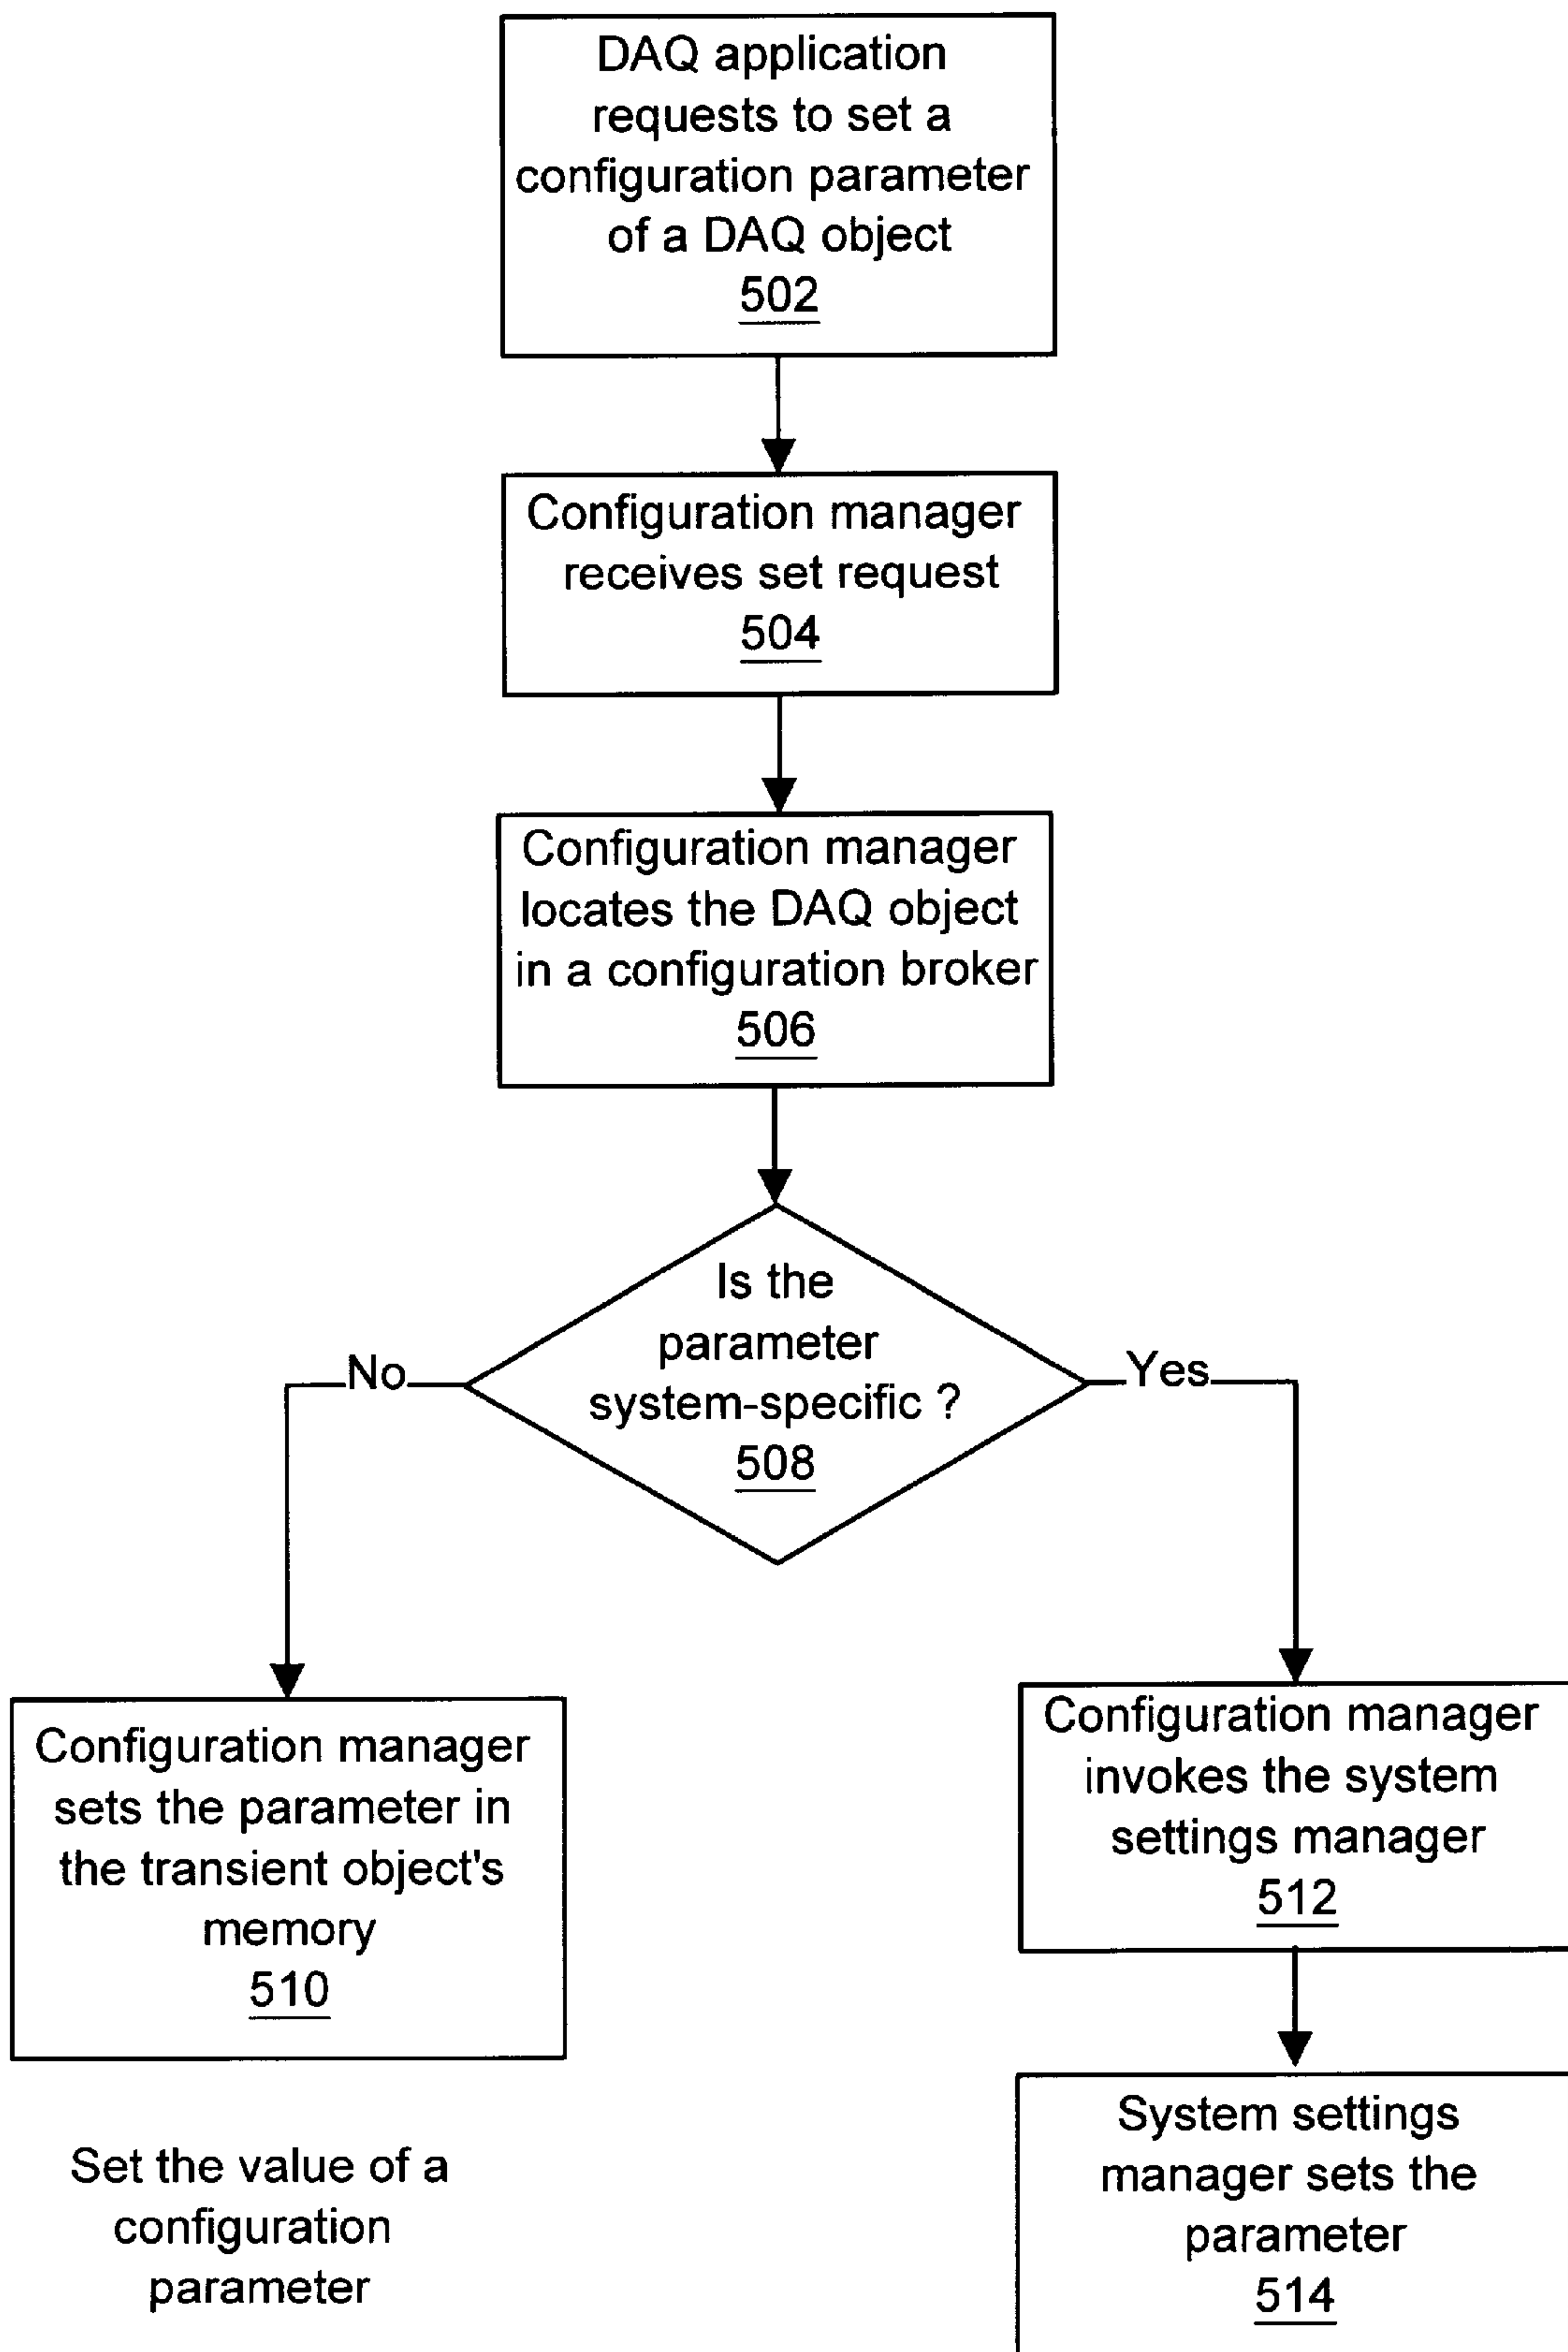 DAQ application
requests to set a
configuration parameter
of a DAQ object
502
Configuration manager
receives set request
504
Configuration manager
locates the DAQ object
in a configuration broker
506
Is the
parameter
system-specific ?
508
No
Yes
Configuration manager
sets the parameter in
the transient object's
memory
510
Configuration manager
invokes the system
settings manager
512
System settings
manager sets the
parameter
514
Set the value of a
configuration
parameter